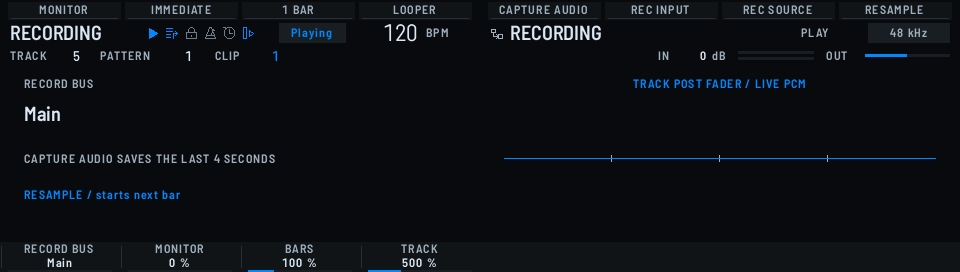 MONITOR IMMEDIATE 1 BAR LOOPER CAPTURE AUDIO REC INPUT REC SOURCE RESAMPLE
RECORDING Playing 120 BPM RECORDING PLAY 48 kHz
TRACK 5 PATTERN 1 CLIP 1 IN 0 dB OUT
RECORD BUS TRACK POST FADER / LIVE PCM
Main
CAPTURE AUDIO SAVES THE LAST 4 SECONDS
RESAMPLE / starts next bar
RECORD BUS MONITOR BARS TRACK
Main 0 % 100 % 500 %